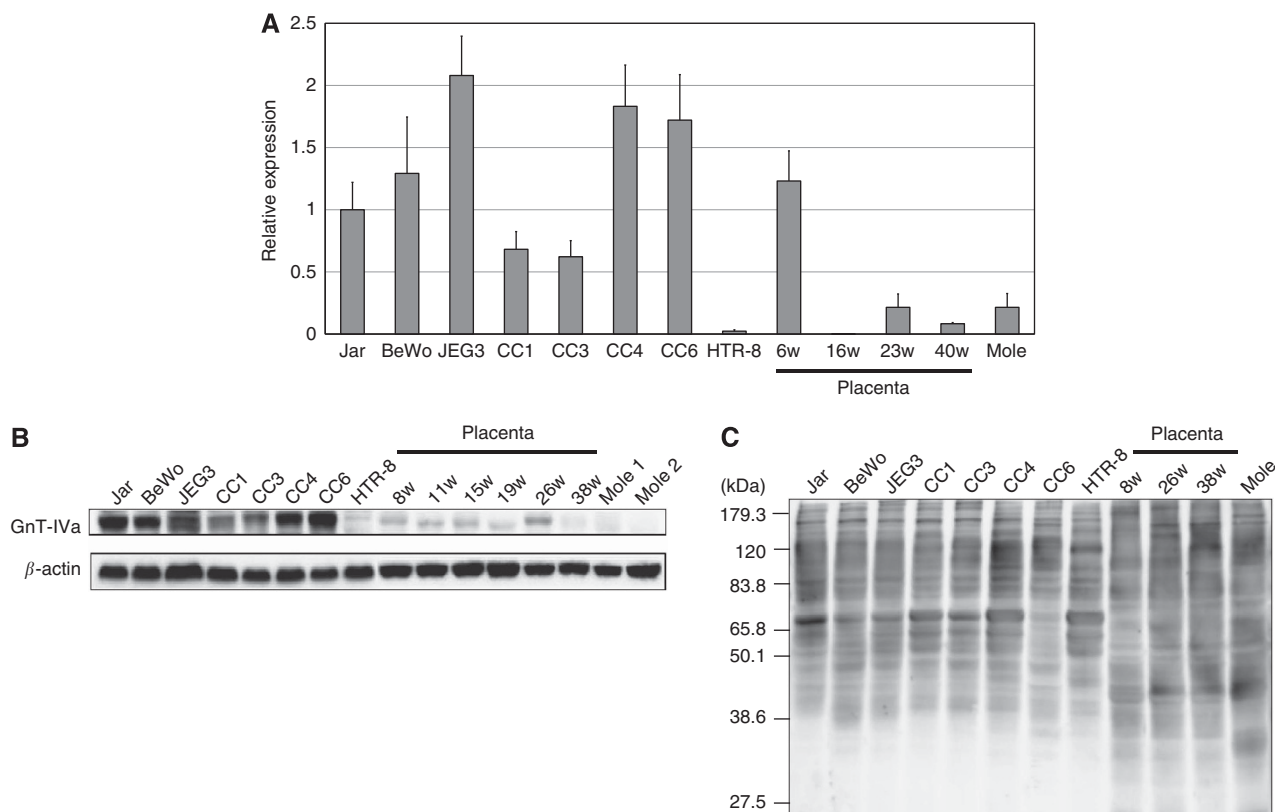 A
Relative expression
2.5
2
1.5
1
0.5
0
Jar BeWo JEG3 CC1 CC3 CC4 CC6 HTR-8 6w 16w 23w 40w Mole
Placenta
B
Placenta
Jar BeWo JEG3 CC1 CC3 CC4 CC6 HTR-8 8w 11w 15w 19w 26w 38w Mole 1 Mole 2
GnT-IVa
β-actin
C
Placenta
(kDa) Jar BeWo JEG3 CC1 CC3 CC4 CC6 HTR-8 8w 26w 38w Mole
179.3
120
83.8
65.8
50.1
38.6
27.5